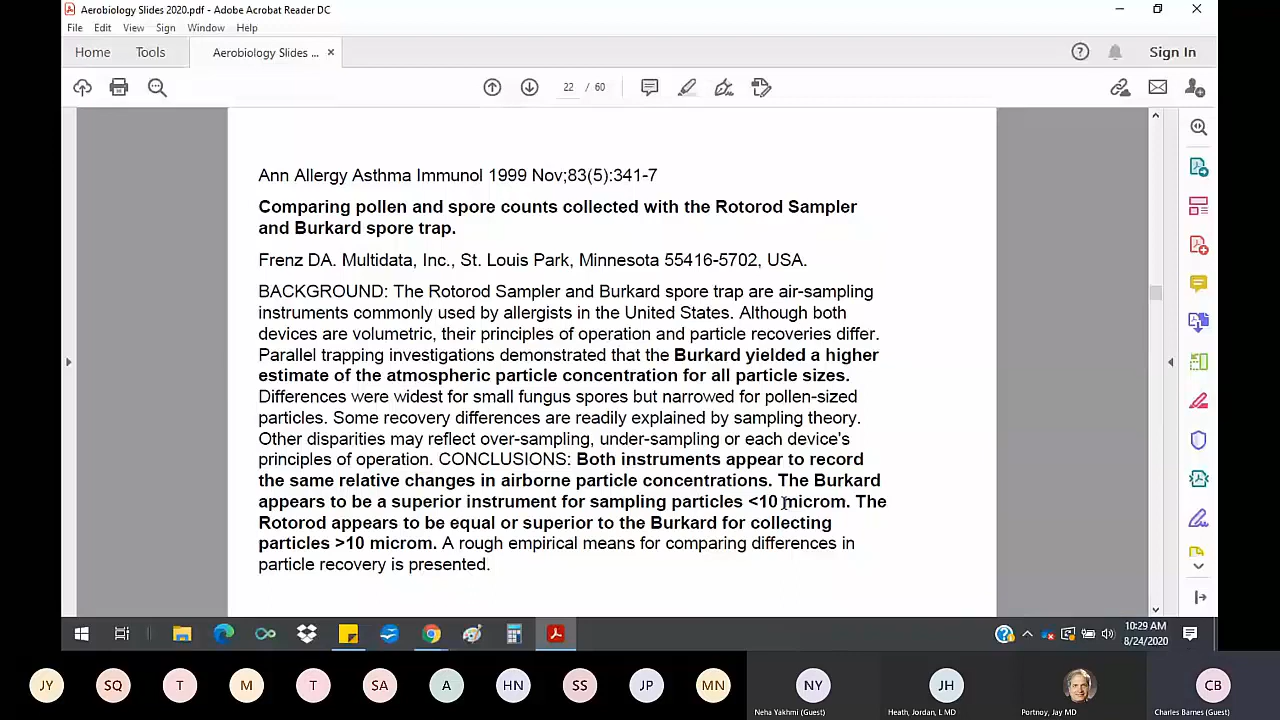 Aerobiology Slides 2020.pdf - Adobe Acrobat Reader DC
File Edit View Sign Window Help
Home Tools Aerobiology Slides ... × Sign In
22 / 60
Ann Allergy Asthma Immunol 1999 Nov;83(5):341-7
Comparing pollen and spore counts collected with the Rotorod Sampler
and Burkard spore trap.
Frenz DA. Multidata, Inc., St. Louis Park, Minnesota 55416-5702, USA.
BACKGROUND: The Rotorod Sampler and Burkard spore trap are air-sampling
instruments commonly used by allergists in the United States. Although both
devices are volumetric, their principles of operation and particle recoveries differ.
Parallel trapping investigations demonstrated that the Burkard yielded a higher
estimate of the atmospheric particle concentration for all particle sizes.
Differences were widest for small fungus spores but narrowed for pollen-sized
particles. Some recovery differences are readily explained by sampling theory.
Other disparities may reflect over-sampling, under-sampling or each device's
principles of operation. CONCLUSIONS: Both instruments appear to record
the same relative changes in airborne particle concentrations. The Burkard
appears to be a superior instrument for sampling particles <10 microm. The
Rotorod appears to be equal or superior to the Burkard for collecting
particles >10 microm. A rough empirical means for comparing differences in
particle recovery is presented.
10:29 AM
8/24/2020
JY SQ T M T SA A HN SS JP MN NY JH CB
Neha Yakhmi (Guest) Heath, Jordan, L MD Portnoy, Jay MD Charles Barnes (Guest)